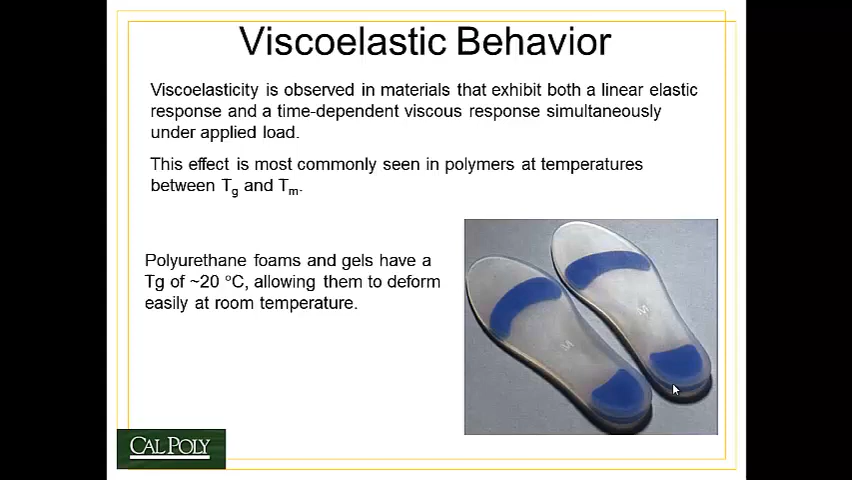 Viscoelastic Behavior
Viscoelasticity is observed in materials that exhibit both a linear elastic
response and a time-dependent viscous response simultaneously
under applied load.
This effect is most commonly seen in polymers at temperatures
between Tg and Tm.
Polyurethane foams and gels have a
Tg of ~20 °C, allowing them to deform
easily at room temperature.
M
M
CAL POLY